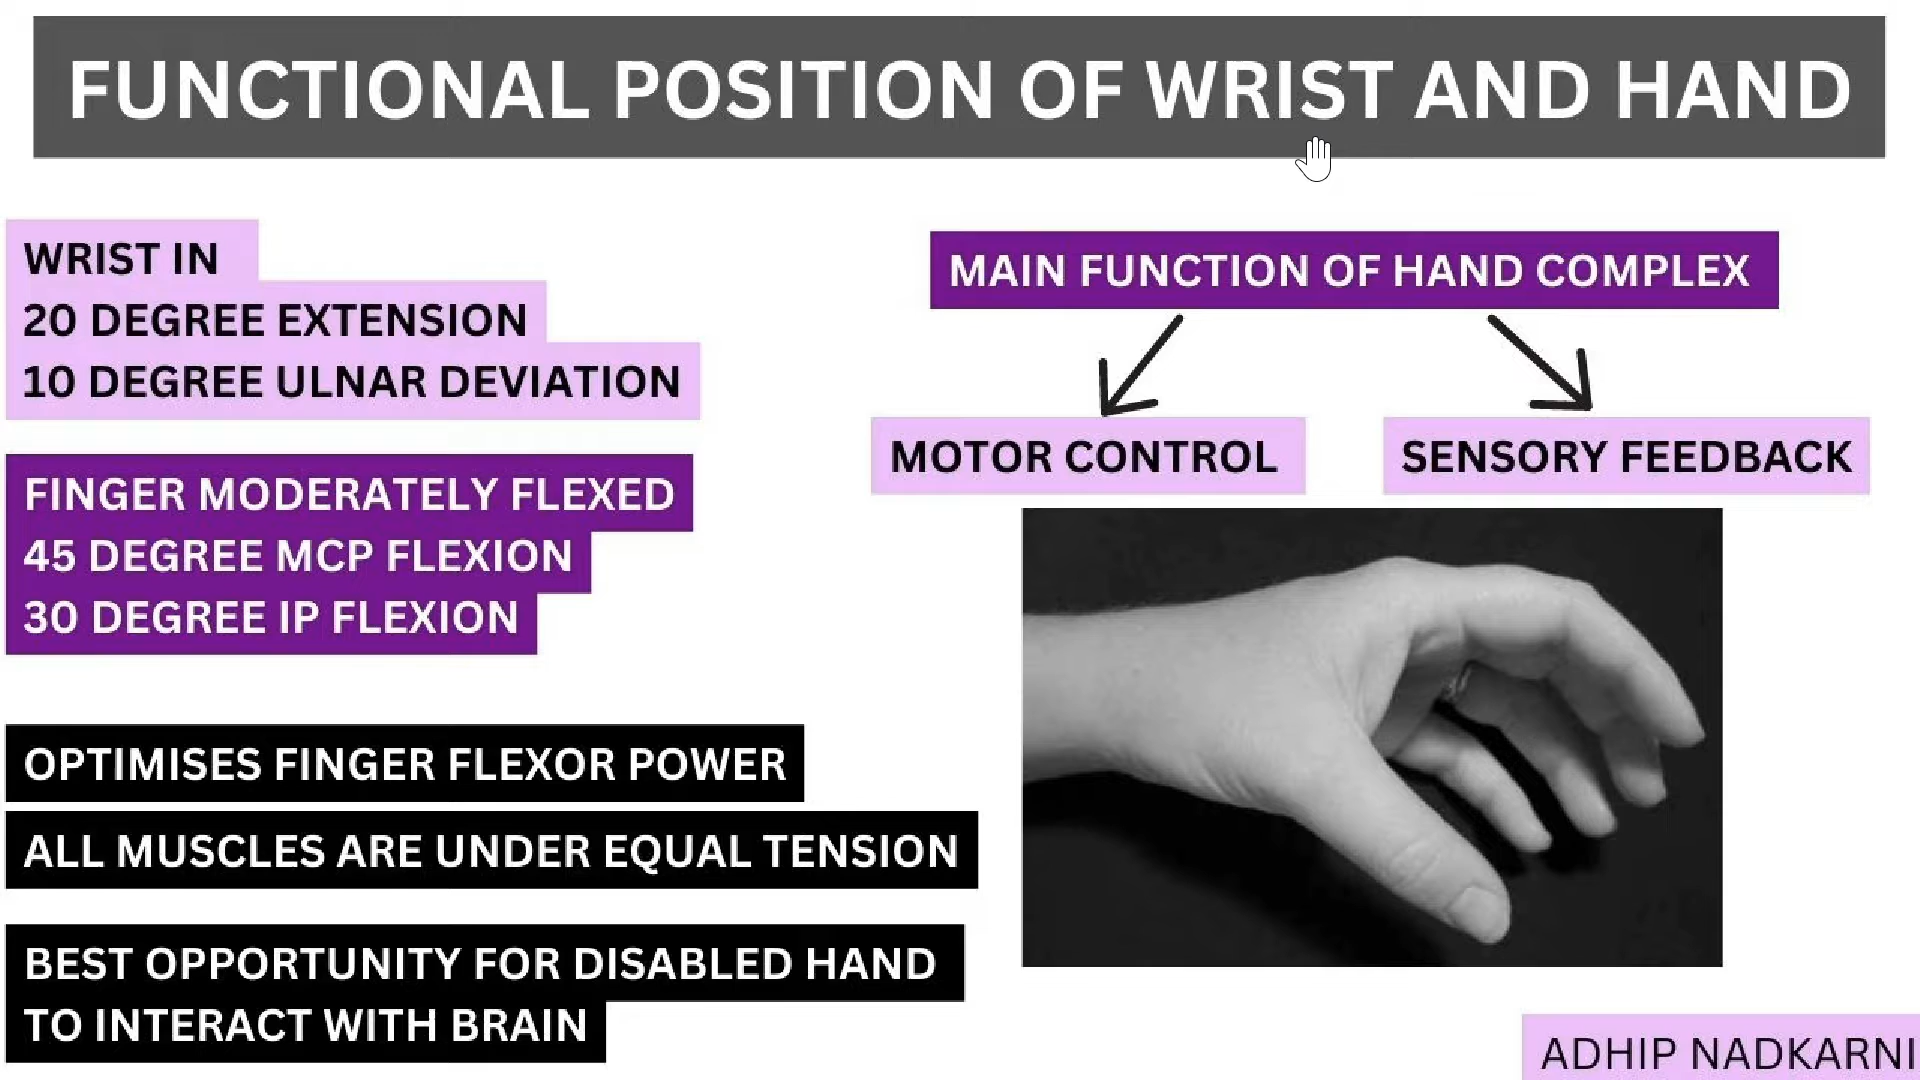 FUNCTIONAL POSITION OF WRIST AND HAND
WRIST IN
20 DEGREE EXTENSION
10 DEGREE ULNAR DEVIATION
FINGER MODERATELY FLEXED
45 DEGREE MCP FLEXION
30 DEGREE IP FLEXION
OPTIMISES FINGER FLEXOR POWER
ALL MUSCLES ARE UNDER EQUAL TENSION
BEST OPPORTUNITY FOR DISABLED HAND
TO INTERACT WITH BRAIN
MAIN FUNCTION OF HAND COMPLEX
MOTOR CONTROL
SENSORY FEEDBACK
ADHIP NADKARNI